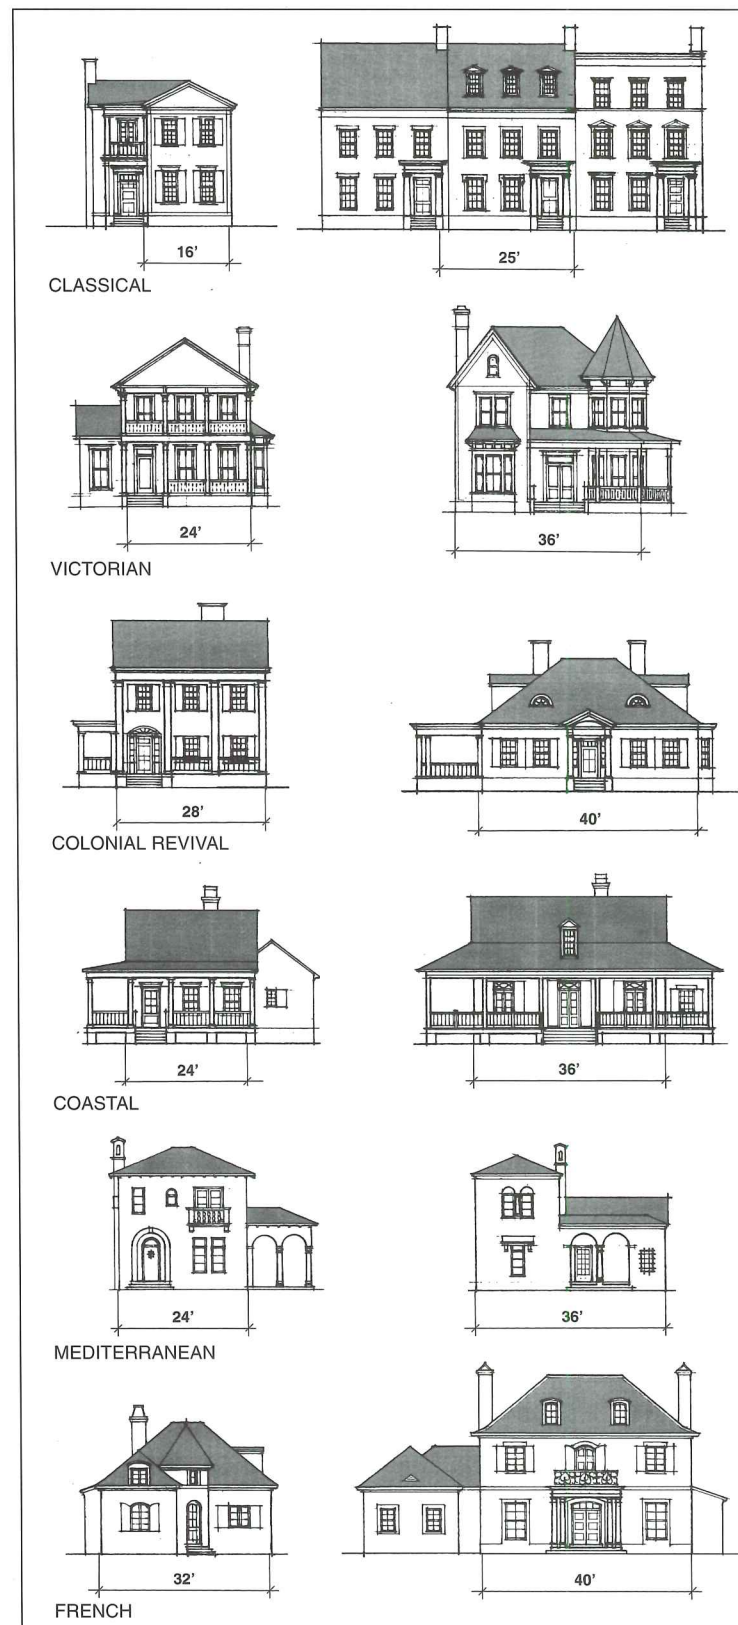 16' 25'
CLASSICAL
24' 36'
VICTORIAN
28' 40'
COLONIAL REVIVAL
24' 36'
COASTAL
24' 36'
MEDITERRANEAN
32' 40'
FRENCH